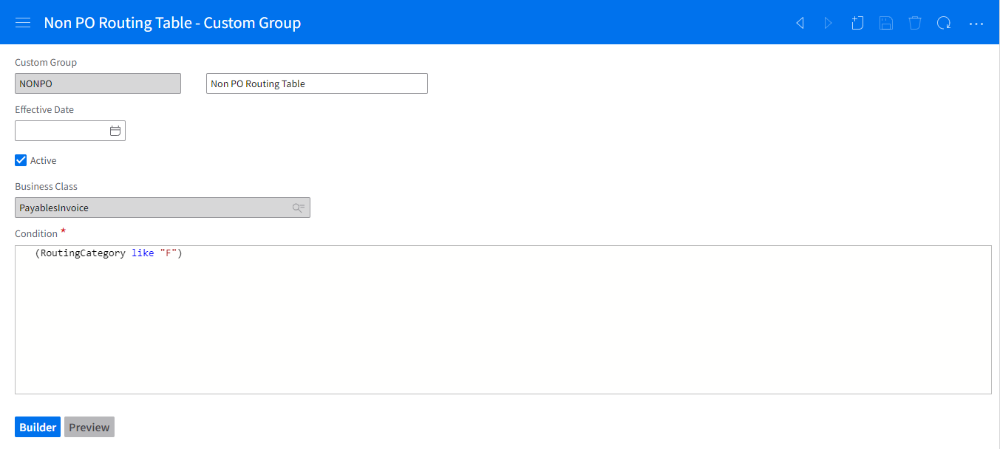 Non PO Routing Table - Custom Group
Custom Group
NONPO Non PO Routing Table
Effective Date
Active
Business Class
PayablesInvoice
Condition *
(RoutingCategory like "F")
Builder Preview